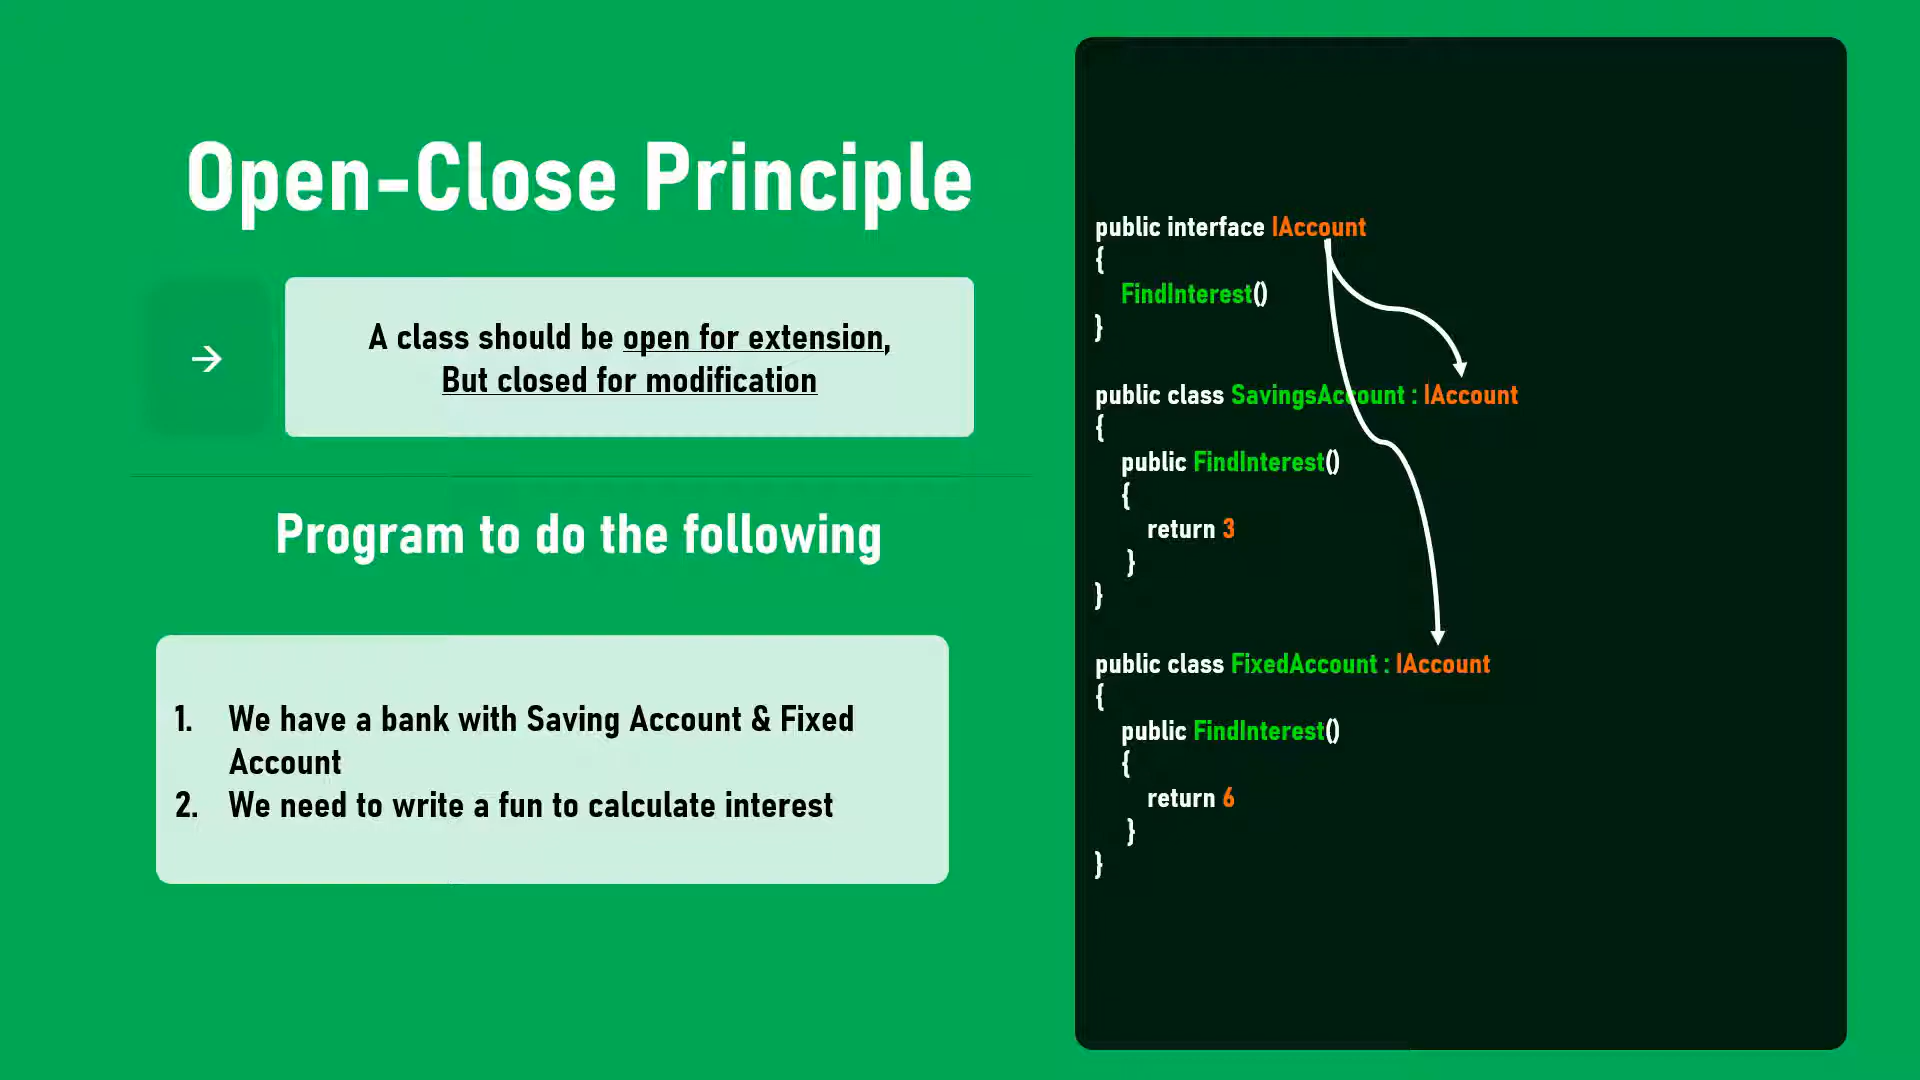 Open-Close Principle
→
A class should be open for extension,
But closed for modification
Program to do the following
1. We have a bank with Saving Account & Fixed
Account
2. We need to write a fun to calculate interest
public interface IAccount
{
FindInterest()
}
public class SavingsAccount : IAccount
{
public FindInterest()
{
return 3
}
}
public class FixedAccount : IAccount
{
public FindInterest()
{
return 6
}
}